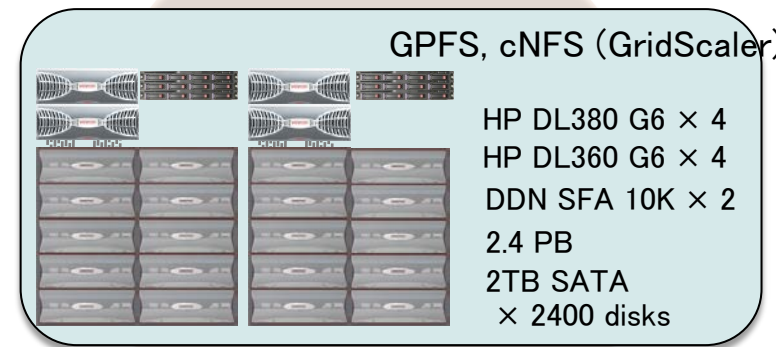 GPFS, cNFS (GridScaler)
HP DL380 G6 × 4
HP DL360 G6 × 4
DDN SFA 10K × 2
2.4 PB
2TB SATA
× 2400 disks